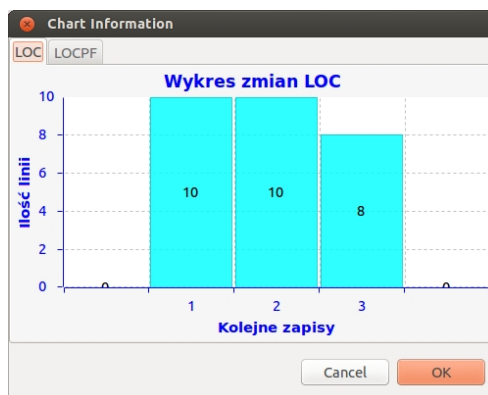 Chart Information
LOC LOCPF
Wykres zmian LOC
Ilość linii
10
8
6
4
2
0
0
10
10
8
0
1 2 3
Kolejne zapisy
Cancel OK